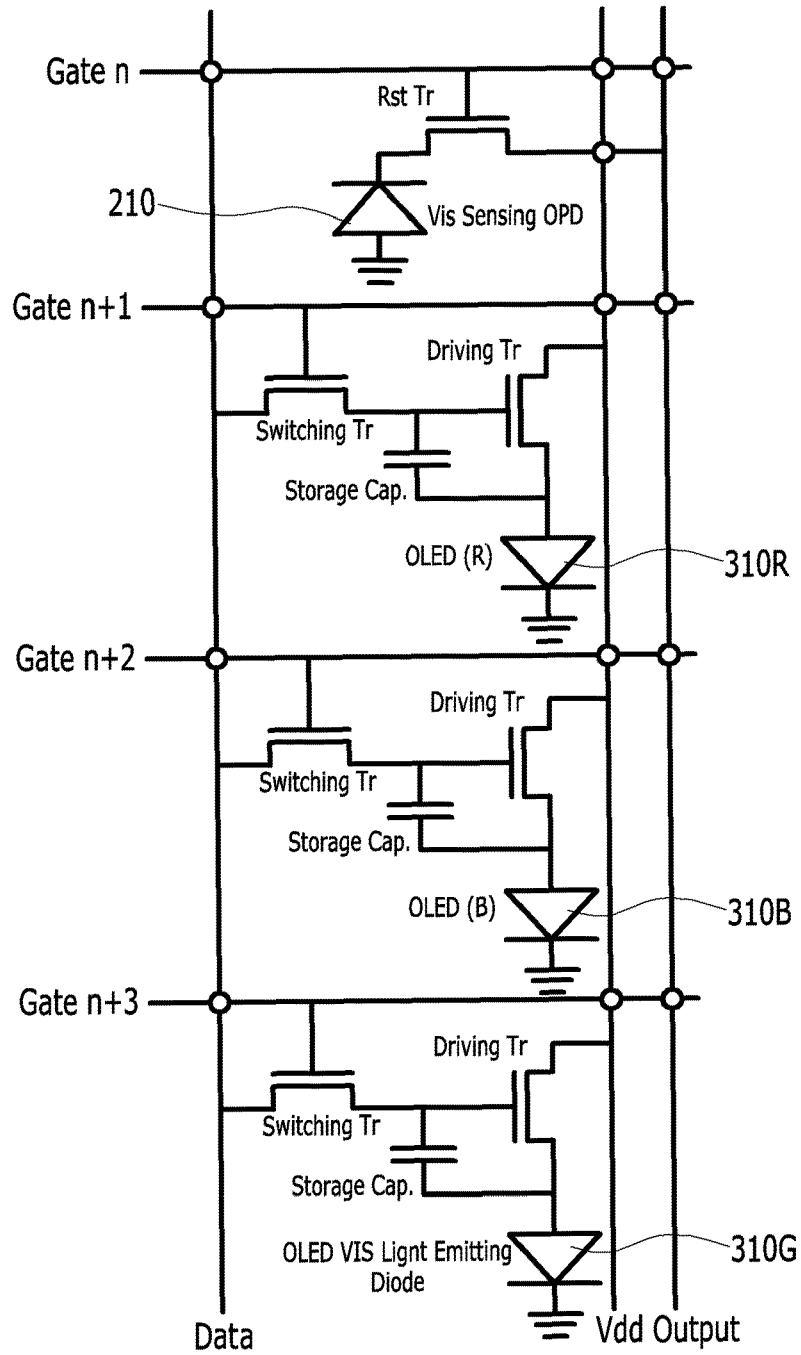 Gate n
Rst Tr
210
Vis Sensing OPD
Gate n+1
Driving Tr
Switching Tr
Storage Cap.
OLED (R)
310R
Gate n+2
Driving Tr
Switching Tr
Storage Cap.
OLED (B)
310B
Gate n+3
Driving Tr
Switching Tr
Storage Cap.
OLED VIS Lignt Emitting
Diode
310G
Data
Vdd Output